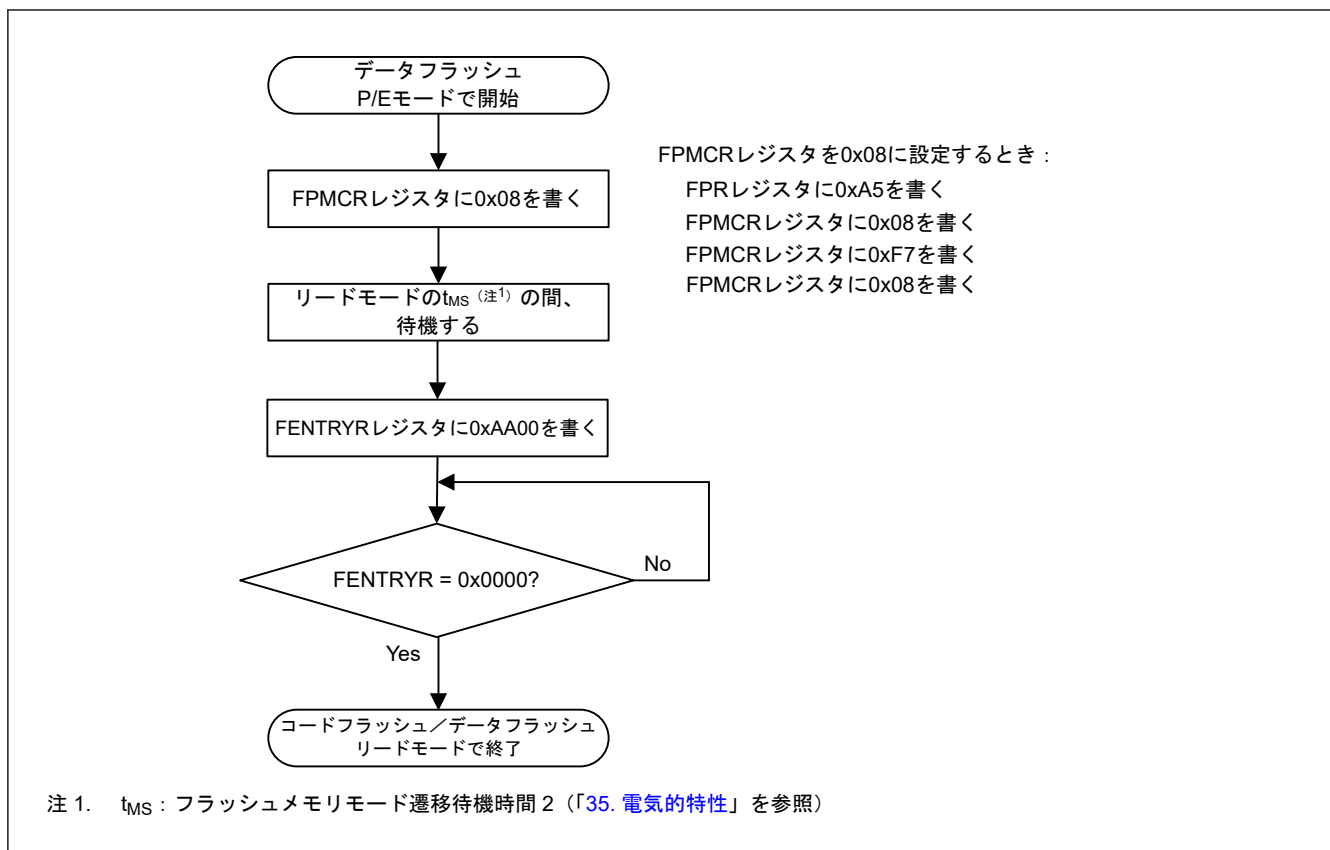 データフラッシュ
P/Eモードで開始
FPMCRレジスタに0x08を書く
FPMCRレジスタを0x08に設定するとき：
FPRレジスタに0xA5を書く
FPMCRレジスタに0x08を書く
FPMCRレジスタに0xF7を書く
FPMCRレジスタに0x08を書く
リードモードのtMS（注1）の間、
待機する
FENTRYRレジスタに0xAA00を書く
FENTRYR = 0x0000?
No
Yes
コードフラッシュ／データフラッシュ
リードモードで終了
注 1. tMS：フラッシュメモリモード遷移待機時間 2（「35. 電気的特性」を参照）